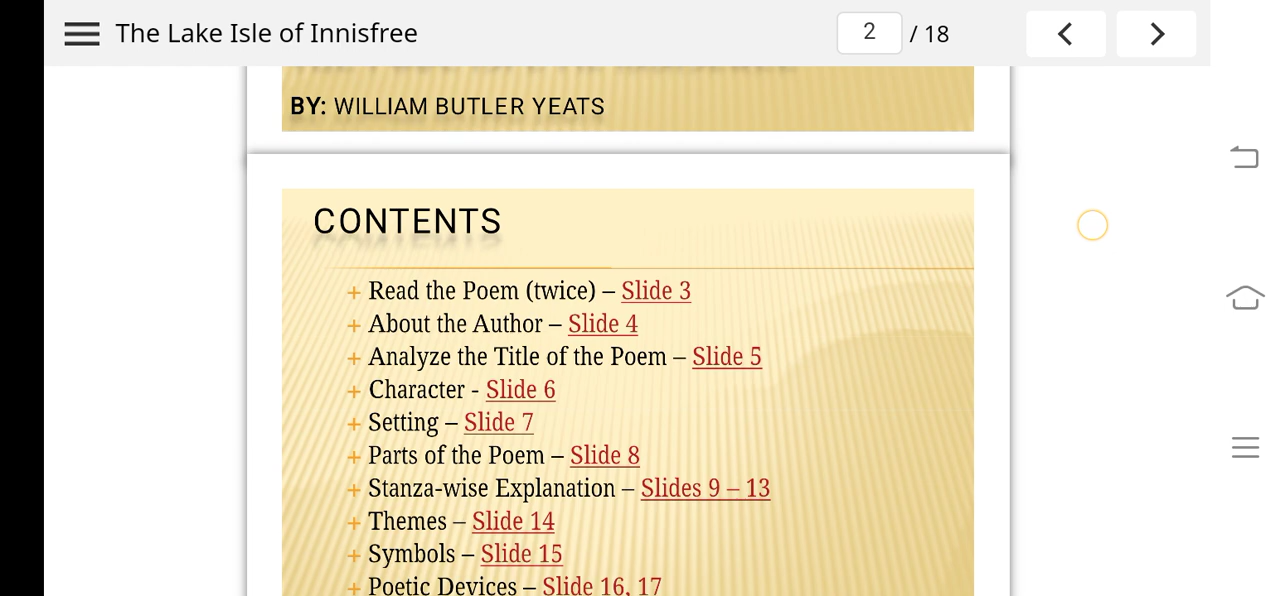 The Lake Isle of Innisfree
2 / 18
BY: WILLIAM BUTLER YEATS
CONTENTS
+ Read the Poem (twice) – Slide 3
+ About the Author – Slide 4
+ Analyze the Title of the Poem – Slide 5
+ Character - Slide 6
+ Setting – Slide 7
+ Parts of the Poem – Slide 8
+ Stanza-wise Explanation – Slides 9 – 13
+ Themes – Slide 14
+ Symbols – Slide 15
+ Poetic Devices – Slide 16, 17